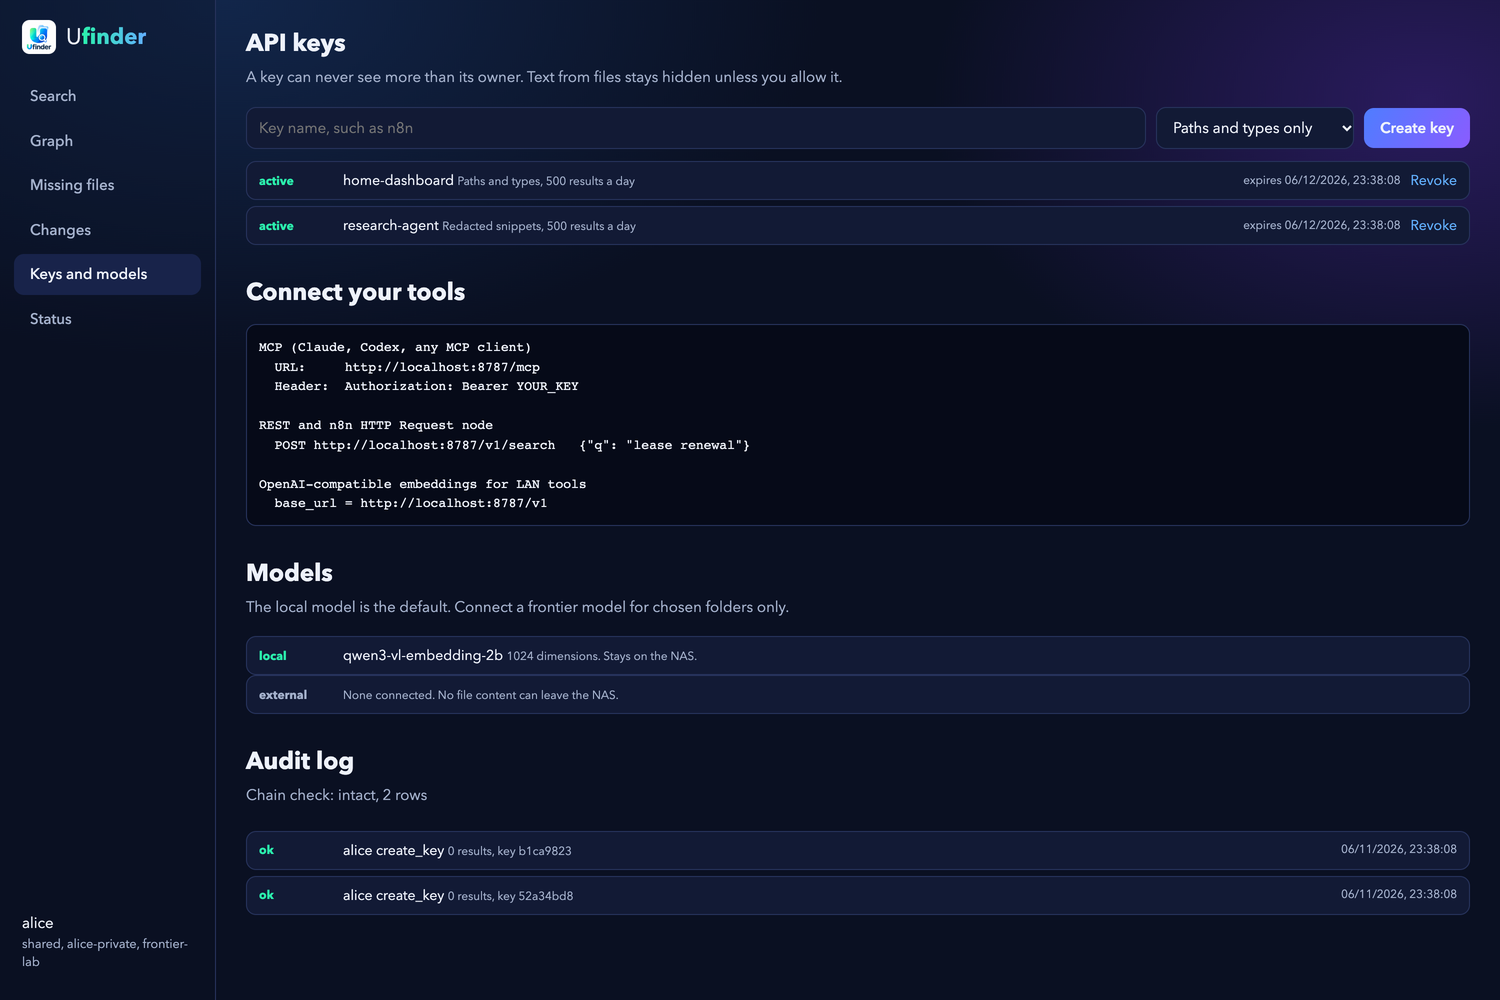 Ufinder
Ufinder
Search
Graph
Missing files
Changes
Keys and models
Status
alice
shared, alice-private, frontier-
lab
API keys
A key can never see more than its owner. Text from files stays hidden unless you allow it.
Key name, such as n8n
Paths and types only
Create key
active home-dashboard Paths and types, 500 results a day expires 06/12/2026, 23:38:08 Revoke
active research-agent Redacted snippets, 500 results a day expires 06/12/2026, 23:38:08 Revoke
Connect your tools
MCP (Claude, Codex, any MCP client)
URL: http://localhost:8787/mcp
Header: Authorization: Bearer YOUR_KEY
REST and n8n HTTP Request node
POST http://localhost:8787/v1/search {"q": "lease renewal"}
OpenAI-compatible embeddings for LAN tools
base_url = http://localhost:8787/v1
Models
The local model is the default. Connect a frontier model for chosen folders only.
local qwen3-vl-embedding-2b 1024 dimensions. Stays on the NAS.
external None connected. No file content can leave the NAS.
Audit log
Chain check: intact, 2 rows
ok alice create_key 0 results, key b1ca9823 06/11/2026, 23:38:08
ok alice create_key 0 results, key 52a34bd8 06/11/2026, 23:38:08